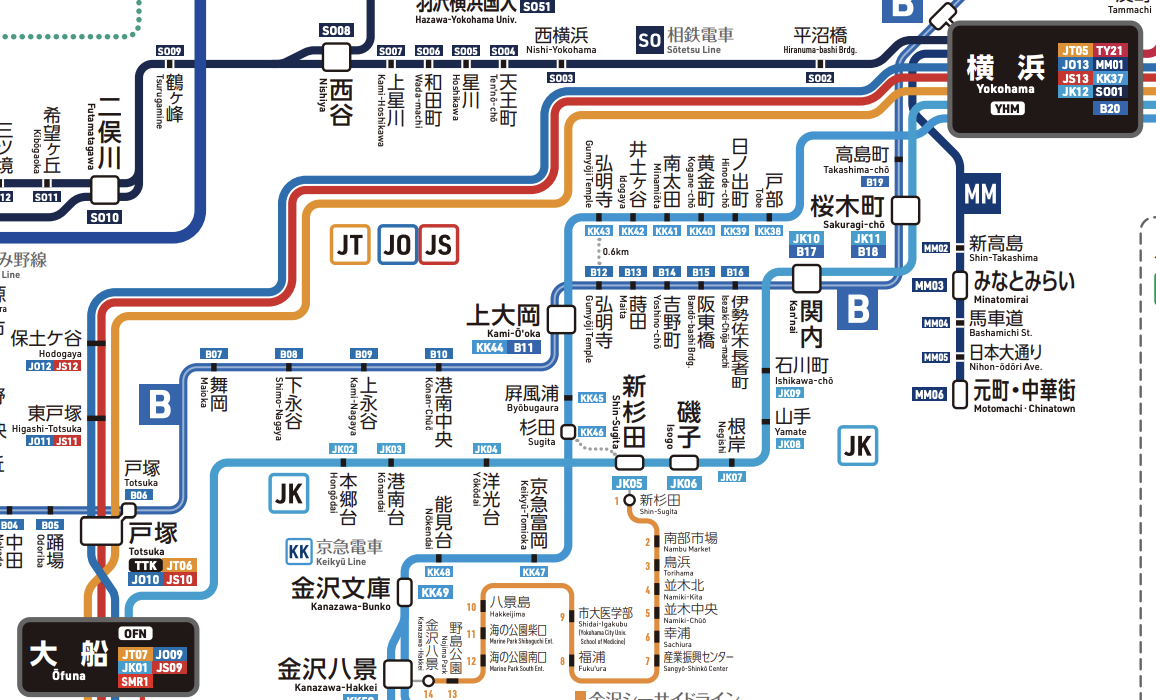 羽沢横浜国大
SO51
Hazawa-Yokohama Univ.
B
Tammachi
SO09
鶴ヶ峰
Tsurugamine
SO08
西谷
Nishiya
SO07
上星川
Kami-Hoshikawa
SO06
和田町
Wada-machi
SO05
星川
Hoshikawa
SO04
天王町
Ten'nō-chō
西横浜
Nishi-Yokohama
SO03
SO 相鉄電車
Sōtetsu Line
平沼橋
Hiranuma-bashi Brdg.
SO02
横浜
Yokohama
YHM
JT05 TY21
JO13 MM01
JS13 KK37
JK12 SO01
B20
三ツ境
12
希望ヶ丘
Kibōgaoka
SO11
二俣川
Futamatagawa
SO10
み野線
Line
JT
JO
JS
弘明寺
Gumyōji Temple
KK43
井土ヶ谷
Idogaya
KK42
南太田
Minamiōta
KK41
黄金町
Kogane-chō
KK40
日ノ出町
Hinode-chō
KK39
戸部
Tobe
KK38
0.6km
高島町
Takashima-chō
B19
桜木町
Sakuragi-chō
JK10
B17
JK11
B18
MM
MM02
新高島
Shin-Takashima
MM03
みなとみらい
Minatomirai
MM04
馬車道
Bashamichi St.
MM05
日本大通り
Nihon-ōdōri Ave.
MM06
元町・中華街
Motomachi · Chinatown
B12
弘明寺
Gumyōji Temple
B13
蒔田
Maita
B14
吉野町
Yoshino-chō
B15
阪東橋
Bandō-bashi Brdg.
B16
伊勢佐木長者町
Isezaki-Chōja-machi
関内
Kan'nai
B
上大岡
Kami-Ō'oka
KK44 B11
保土ケ谷
Hodogaya
JO12 JS12
東戸塚
Higashi-Totsuka
JO11 JS11
B
B07
舞岡
Maioka
B08
下永谷
Shimo-Nagaya
B09
上永谷
Kami-Nagaya
B10
港南中央
Kōnan-Chūō
屏風浦
Byōbugaura
KK45
杉田
Sugita
KK46
新杉田
Shin-Sugita
JK05
磯子
Isogo
JK06
根岸
Negishi
JK07
石川町
Ishikawa-chō
JK09
山手
Yamate
JK08
JK
戸塚
Totsuka
B06
B04
中田
B05
踊場
Odoriba
戸塚
Totsuka
TTK JT06
JO10 JS10
JK
JK02
本郷台
Hongōdai
JK03
港南台
Kōnandai
JK04
洋光台
Yōkōdai
能見台
Nōkendai
KK48
京急富岡
Keikyū-Tomioka
KK47
KK 京急電車
Keikyū Line
金沢文庫
Kanazawa-Bunko
KK49
金沢八景
Kanazawa-Hakkei
KK50
大船
Ōfuna
OFN
JT07 JO09
JK01 JS09
SMR1
1 新杉田
Shin-Sugita
2 南部市場
Nambu Market
3 鳥浜
Torihama
4 並木北
Namiki-Kita
5 並木中央
Namiki-Chūō
6 幸浦
Sachiura
7 産業振興センター
Sangyō-Shinkō Center
8 福浦
Fuku'ura
9 市大医学部
Shidai-Igakubu
(Yokohama City Univ.
School of Medicine)
10 八景島
Hakkeijima
11 海の公園柴口
Marine Park Shibaguchi Ent.
12 海の公園南口
Marine Park South Ent.
13 野島公園
Nojima Park
14 金沢八景
Kanazawa-Hakkei
金沢シーサイドライン